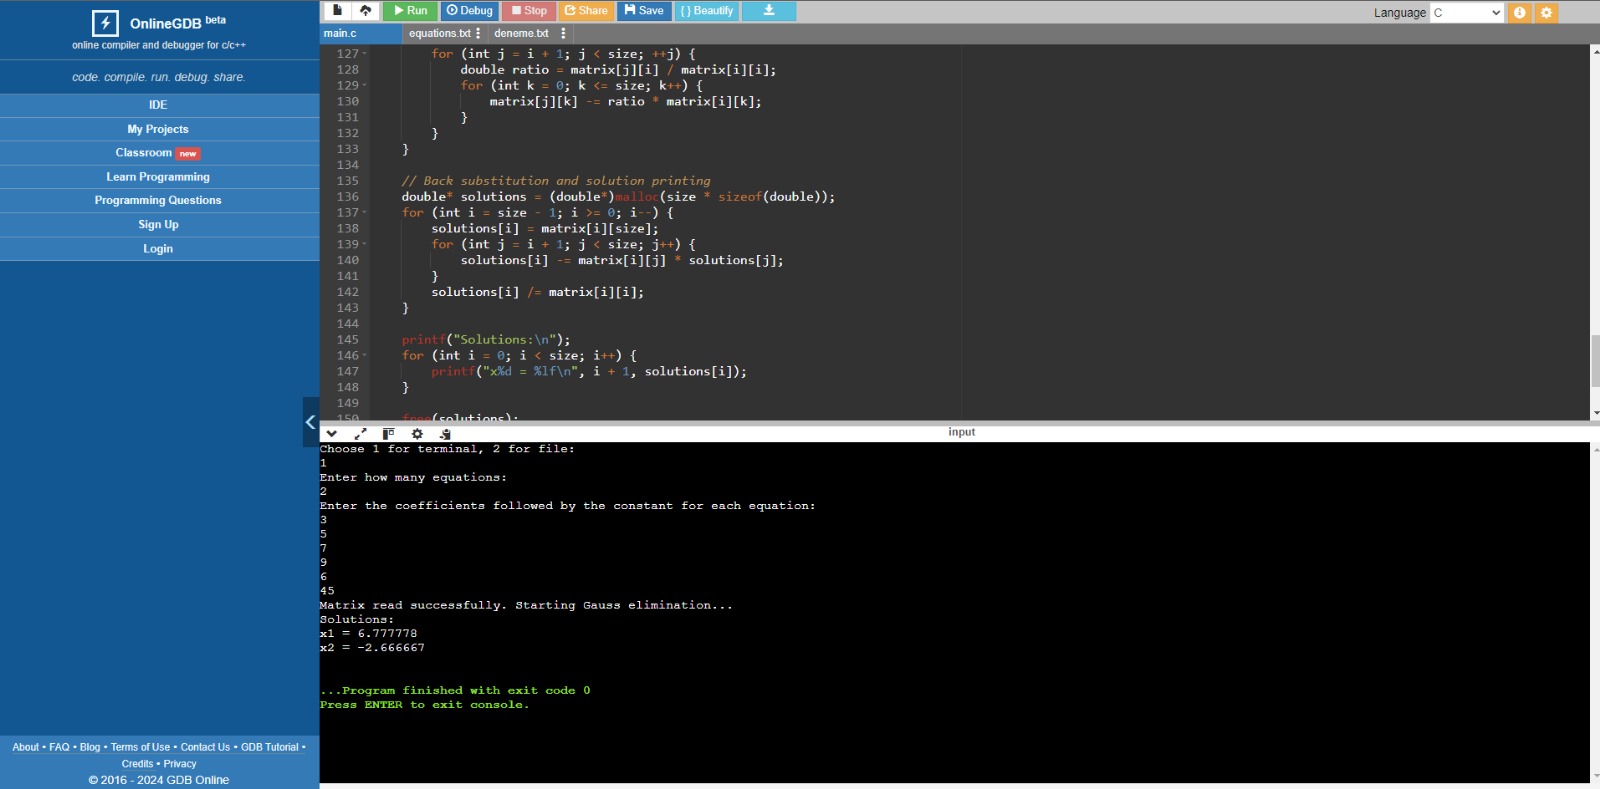 OnlineGDB beta
online compiler and debugger for c/c++
code. compile. run. debug. share.
IDE
My Projects
Classroom new
Learn Programming
Programming Questions
Sign Up
Login
About • FAQ • Blog • Terms of Use • Contact Us • GDB Tutorial •
Credits • Privacy
© 2016 - 2024 GDB Online
Run Debug Stop Share Save { } Beautify
Language C
main.c equations.txt deneme.txt
127 for (int j = i + 1; j < size; ++j) {
128 double ratio = matrix[j][i] / matrix[i][i];
129 for (int k = 0; k <= size; k++) {
130 matrix[j][k] -= ratio * matrix[i][k];
131 }
132 }
133 }
134
135 // Back substitution and solution printing
136 double* solutions = (double*)malloc(size * sizeof(double));
137 for (int i = size - 1; i >= 0; i--) {
138 solutions[i] = matrix[i][size];
139 for (int j = i + 1; j < size; j++) {
140 solutions[i] -= matrix[i][j] * solutions[j];
141 }
142 solutions[i] /= matrix[i][i];
143 }
144
145 printf("Solutions:\n");
146 for (int i = 0; i < size; i++) {
147 printf("x%d = %lf\n", i + 1, solutions[i]);
148 }
149
150 free(solutions);
input
Choose 1 for terminal, 2 for file:
1
Enter how many equations:
2
Enter the coefficients followed by the constant for each equation:
3
5
7
9
6
45
Matrix read successfully. Starting Gauss elimination...
Solutions:
x1 = 6.777778
x2 = -2.666667
...Program finished with exit code 0
Press ENTER to exit console.